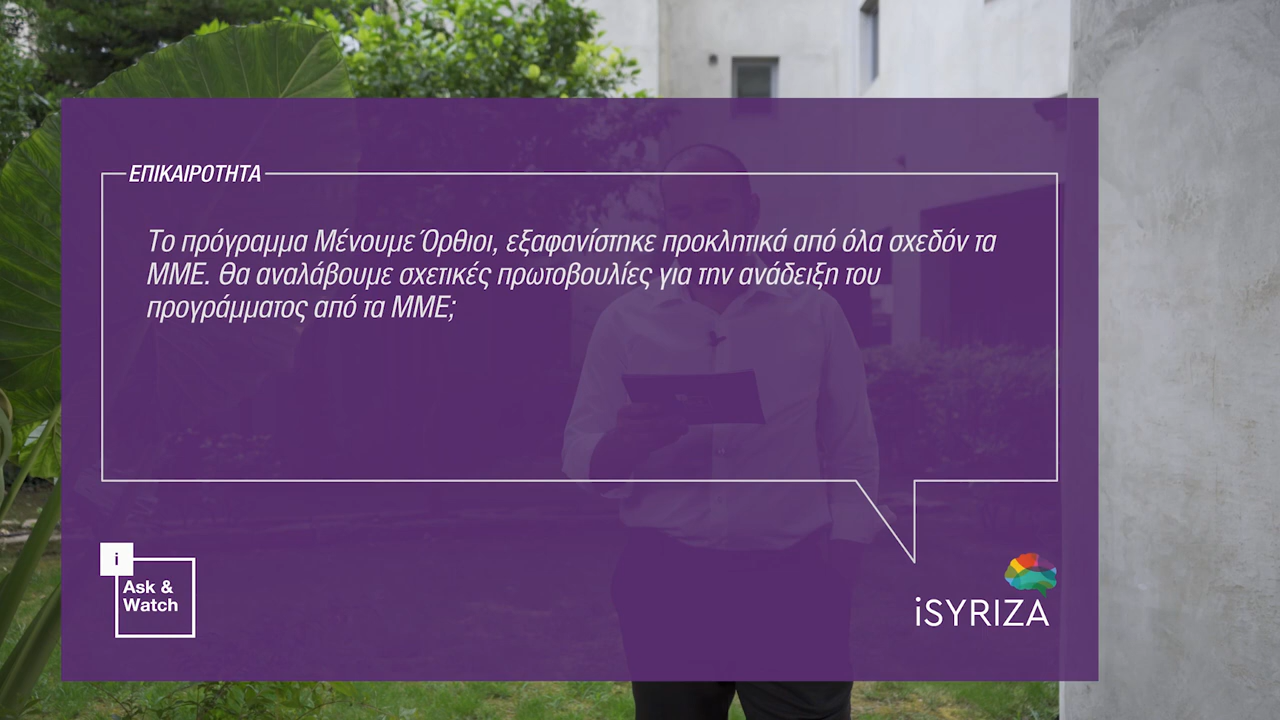 ΕΠΙΚΑΙΡΟΤΗΤΑ
Το πρόγραμμα Μένουμε Όρθιοι, εξαφανίστηκε προκλητικά από όλα σχεδόν τα
ΜΜΕ. Θα αναλάβουμε σχετικές πρωτοβουλίες για την ανάδειξη του
προγράμματος από τα ΜΜΕ;
i
Ask &
Watch
iSYRIZA